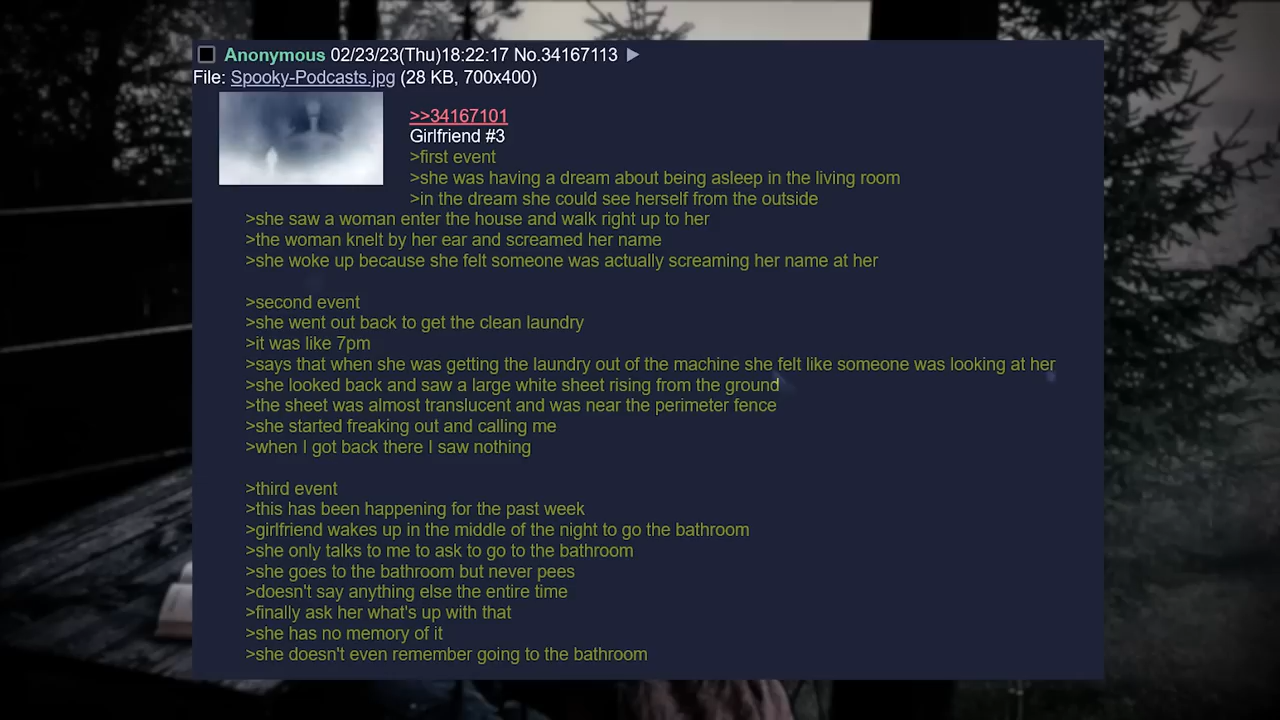 Anonymous 02/23/23(Thu)18:22:17 No.34167113 ▶
File: Spooky-Podcasts.jpg (28 KB, 700x400)
>>34167101
Girlfriend #3
>first event
>she was having a dream about being asleep in the living room
>in the dream she could see herself from the outside
>she saw a woman enter the house and walk right up to her
>the woman knelt by her ear and screamed her name
>she woke up because she felt someone was actually screaming her name at her
>second event
>she went out back to get the clean laundry
>it was like 7pm
>says that when she was getting the laundry out of the machine she felt like someone was looking at her
>she looked back and saw a large white sheet rising from the ground
>the sheet was almost translucent and was near the perimeter fence
>she started freaking out and calling me
>when I got back there I saw nothing
>third event
>this has been happening for the past week
>girlfriend wakes up in the middle of the night to go the bathroom
>she only talks to me to ask to go to the bathroom
>she goes to the bathroom but never pees
>doesn't say anything else the entire time
>finally ask her what's up with that
>she has no memory of it
>she doesn't even remember going to the bathroom